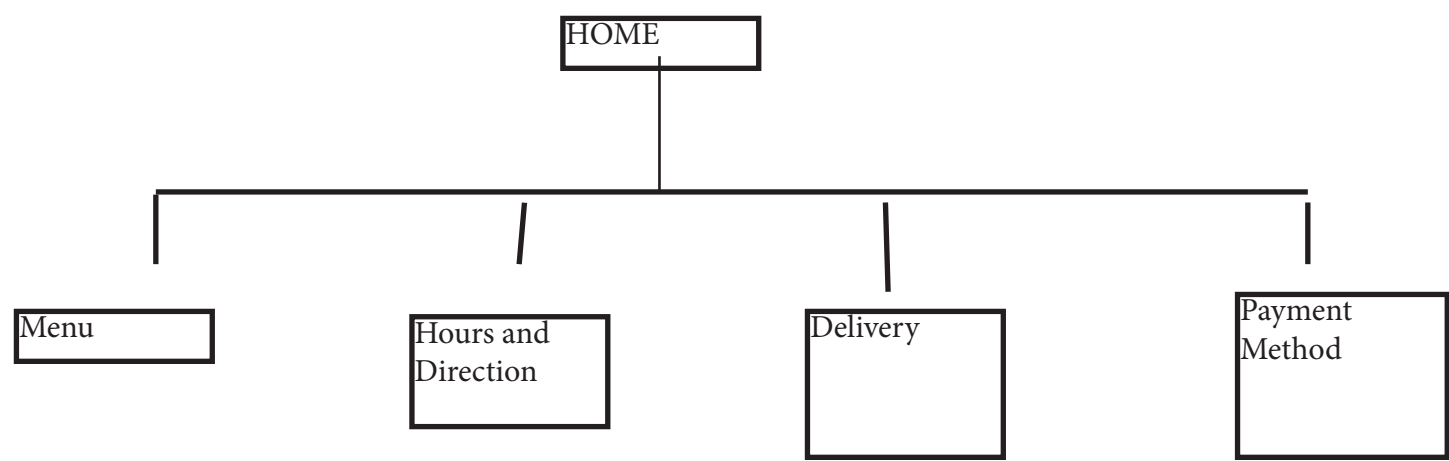 HOME
Menu
Hours and
Direction
Delivery
Payment
Method